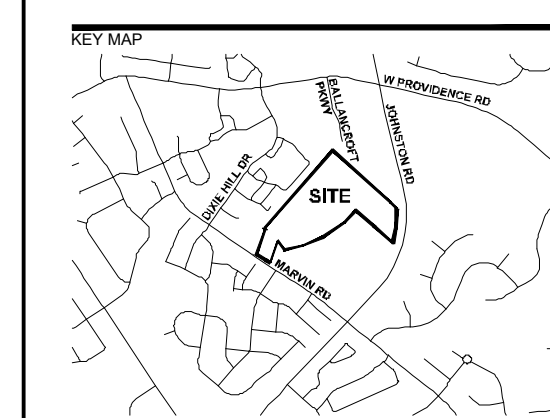 KEY MAP
W PROVIDENCE RD
BALLANCROFT
PKWY
JOHNSTON RD
DIXIE HILL DR
SITE
MARVIN RD